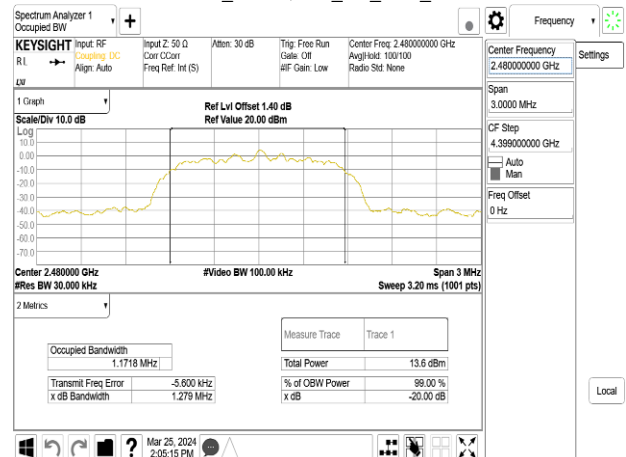 Spectrum Analyzer 1
Occupied BW
+
Frequency
KEYSIGHT
RL
LXI
Input: RF
Coupling: DC
Align: Auto
Input Z: 50 Ω
Corr CCorr
Freq Ref: Int (S)
Atten: 30 dB
Trig: Free Run
Gate: Off
#IF Gain: Low
Center Freq: 2.480000000 GHz
Avg|Hold: 100/100
Radio Std: None
Center Frequency
2.480000000 GHz
Settings
Span
3.0000 MHz
CF Step
4.399000000 GHz
Auto
Man
Freq Offset
0 Hz
Local
1 Graph
Scale/Div 10.0 dB
Ref Lvl Offset 1.40 dB
Ref Value 20.00 dBm
Log
10.0
0.00
-10.0
-20.0
-30.0
-40.0
-50.0
-60.0
-70.0
Center 2.480000 GHz
#Res BW 30.000 kHz
#Video BW 100.00 kHz
Span 3 MHz
Sweep 3.20 ms (1001 pts)
2 Metrics
Measure Trace Trace 1
Occupied Bandwidth
1.1718 MHz
Total Power 13.6 dBm
Transmit Freq Error -5.600 kHz
% of OBW Power 99.00 %
x dB Bandwidth 1.279 MHz
x dB -20.00 dB
?
Mar 25, 2024
2:05:15 PM